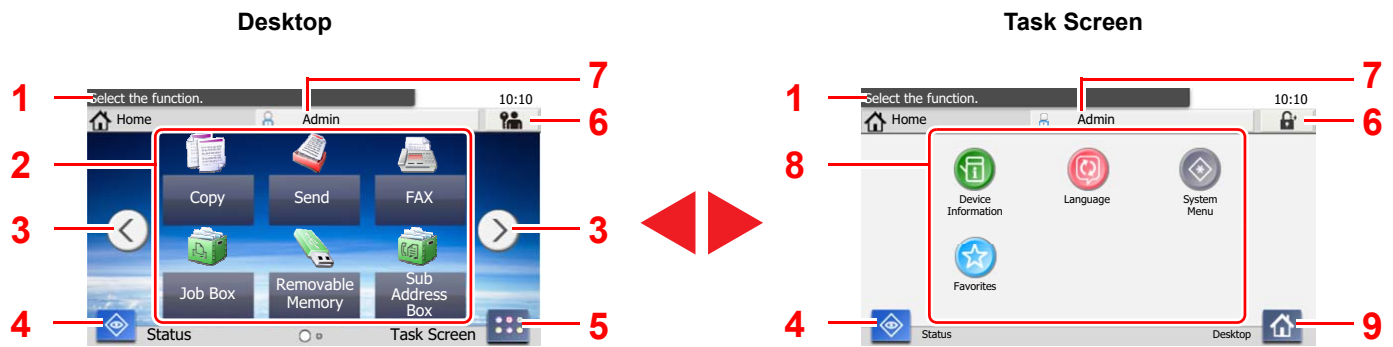 Desktop
Task Screen
7
7
1
Select the function.
10:10
1
Select the function.
10:10
Home
Admin
6
Home
Admin
6
2
8
Copy
Send
FAX
Device
Information
Language
System
Menu
3
3
Job Box
Removable
Memory
Sub
Address
Box
Favorites
4
Status
Task Screen
5
4
Status
Desktop
9